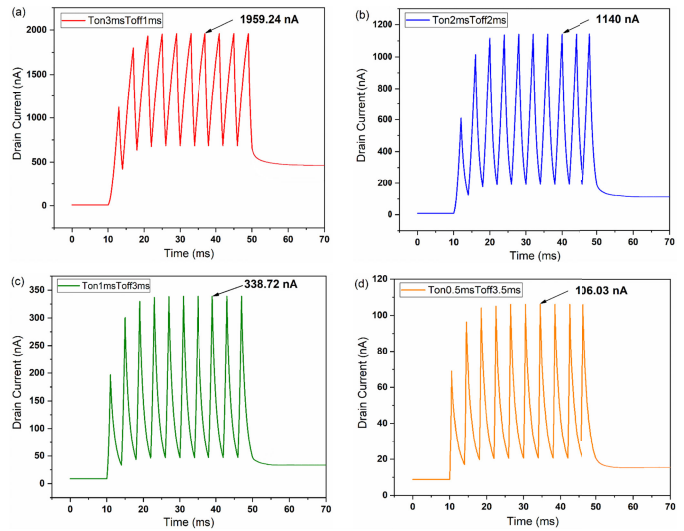 (a)
Ton3msToff1ms
1959.24 nA
Drain Current (nA)
2000
1500
1000
500
0
0 10 20 30 40 50 60 70
Time (ms)
(b)
Ton2msToff2ms
1140 nA
Drain Current (nA)
1200
1000
800
600
400
200
0
0 10 20 30 40 50 60 70
Time (ms)
(c)
Ton1msToff3ms
338.72 nA
Drain Current (nA)
350
300
250
200
150
100
50
0
0 10 20 30 40 50 60 70
Time (ms)
(d)
Ton0.5msToff3.5ms
106.03 nA
Drain Current (nA)
120
100
80
60
40
20
0
0 10 20 30 40 50 60 70
Time (ms)